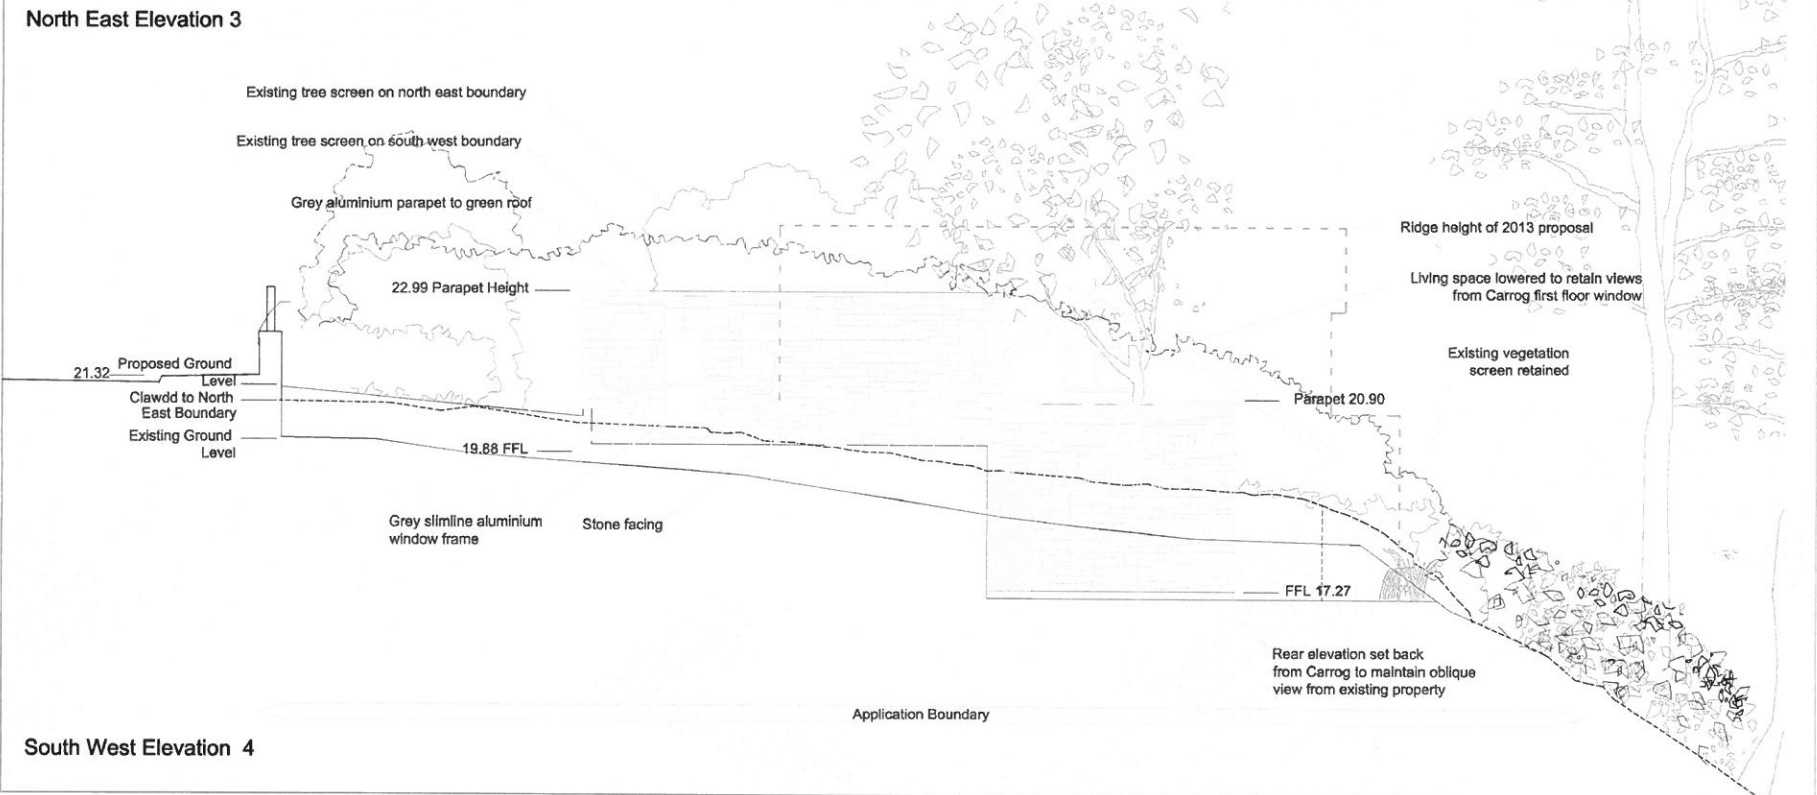 North East Elevation 3
Existing tree screen on north east boundary
Existing tree screen on south west boundary
Grey aluminium parapet to green roof
22.99 Parapet Height
Ridge height of 2013 proposal
Living space lowered to retain views
from Carrog first floor window
Existing vegetation
screen retained
21.32
Proposed Ground
Level
Clawdd to North
East Boundary
Existing Ground
Level
Parapet 20.90
19.88 FFL
Grey slimline aluminium
window frame
Stone facing
FFL 17.27
Rear elevation set back
from Carrog to maintain oblique
view from existing property
Application Boundary
South West Elevation 4